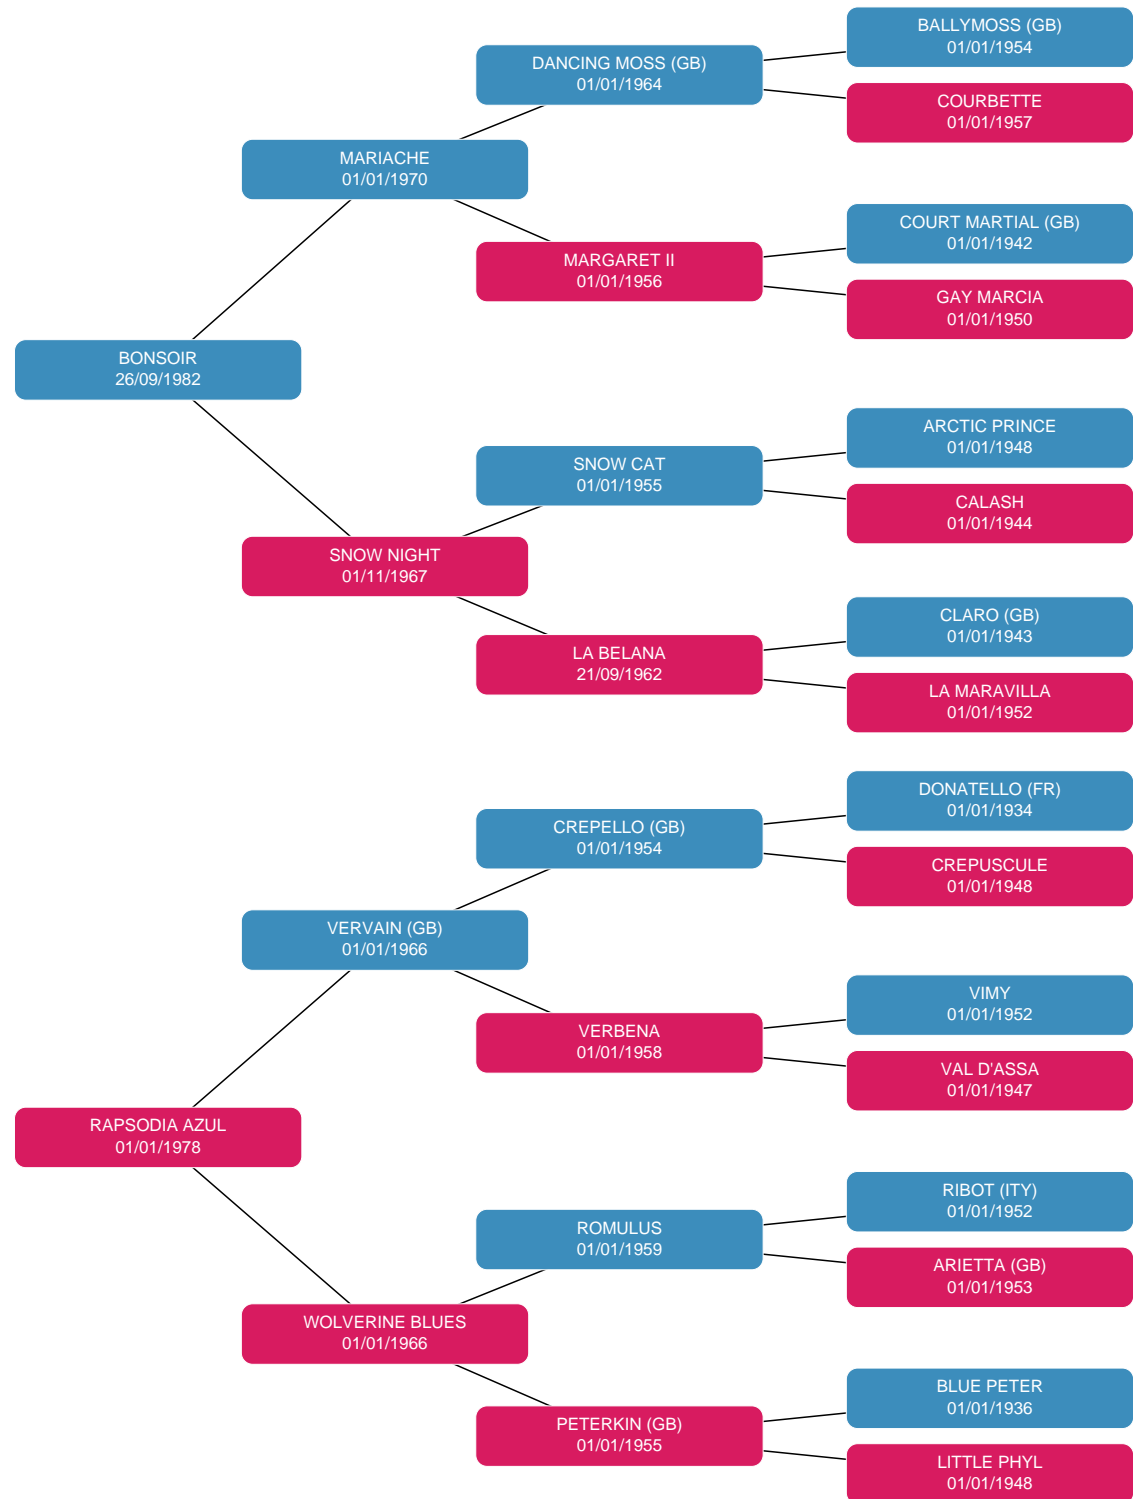 BALLYMOSS (GB)
01/01/1954
DANCING MOSS (GB)
01/01/1964
COURBETTE
01/01/1957
MARIACHE
01/01/1970
COURT MARTIAL (GB)
01/01/1942
MARGARET II
01/01/1956
GAY MARCIA
01/01/1950
BONSOIR
26/09/1982
ARCTIC PRINCE
01/01/1948
SNOW CAT
01/01/1955
CALASH
01/01/1944
SNOW NIGHT
01/11/1967
CLARO (GB)
01/01/1943
LA BELANA
21/09/1962
LA MARAVILLA
01/01/1952
DONATELLO (FR)
01/01/1934
CREPELLO (GB)
01/01/1954
CREPUSCULE
01/01/1948
VERVAIN (GB)
01/01/1966
VIMY
01/01/1952
VERBENA
01/01/1958
VAL D'ASSA
01/01/1947
RAPSODIA AZUL
01/01/1978
RIBOT (ITY)
01/01/1952
ROMULUS
01/01/1959
ARIETTA (GB)
01/01/1953
WOLVERINE BLUES
01/01/1966
BLUE PETER
01/01/1936
PETERKIN (GB)
01/01/1955
LITTLE PHYL
01/01/1948